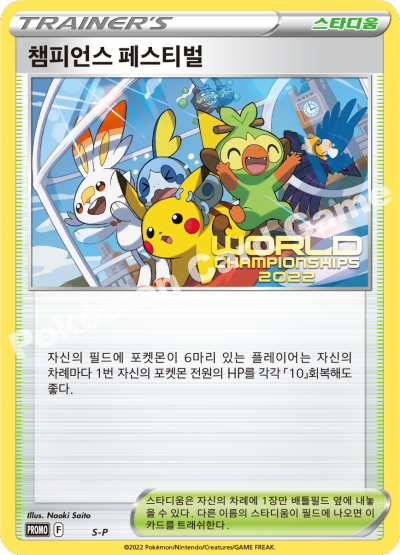 TRAINER'S 스타디움
챔피언스 페스티벌
WORLD
CHAMPIONSHIPS
2022
Pokémon Card Game
자신의 필드에 포켓몬이 6마리 있는 플레이어는 자신의
차례마다 1번 자신의 포켓몬 전원의 HP를 각각 「10」회복해도
좋다.
Illus. Naoki Saito
PROMO F S-P
스타디움은 자신의 차례에 1장만 배틀필드 옆에 내놓
을 수 있다. 다른 이름의 스타디움이 필드에 나오면 이
카드를 트래쉬한다.
©2022 Pokémon/Nintendo/Creatures/GAME FREAK.